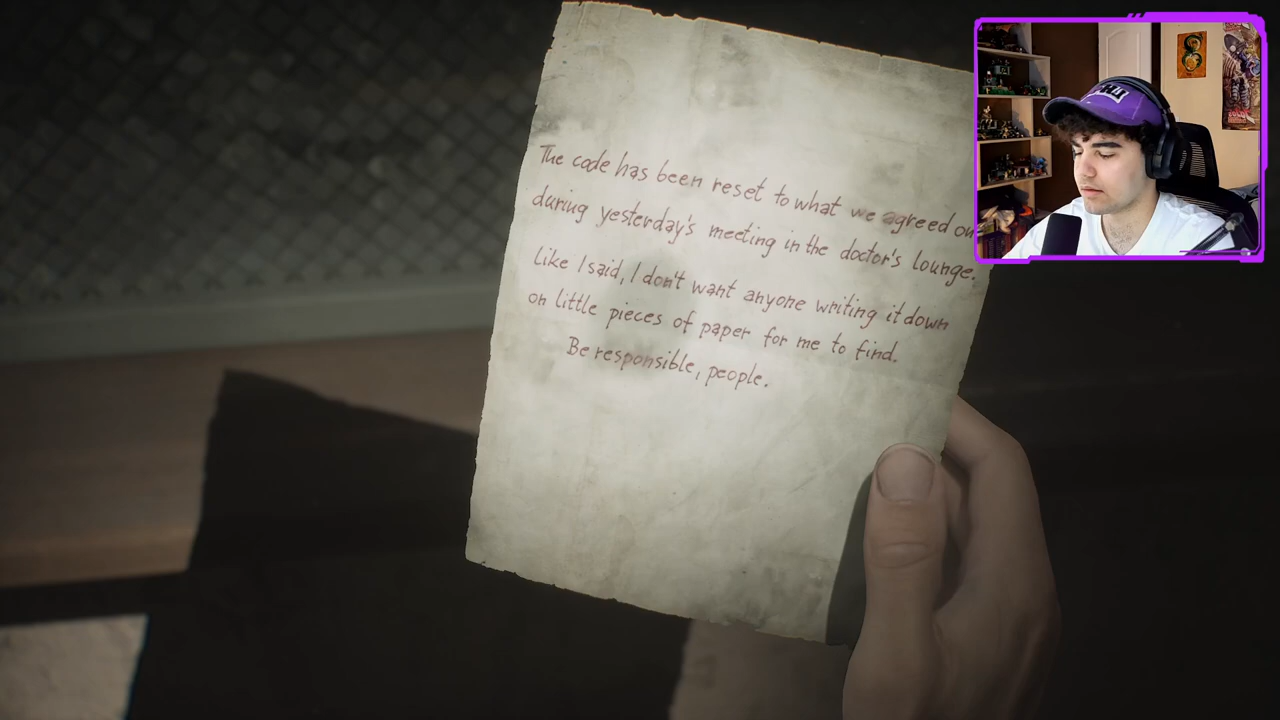 The code has been reset to what we agreed on
during yesterday's meeting in the doctor's lounge.
Like I said, I don't want anyone writing it down
on little pieces of paper for me to find.
Be responsible, people.